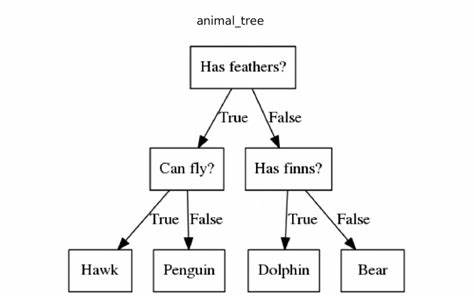 animal_tree
Has feathers?
True
False
Can fly?
Has finns?
True
False
True
False
Hawk
Penguin
Dolphin
Bear